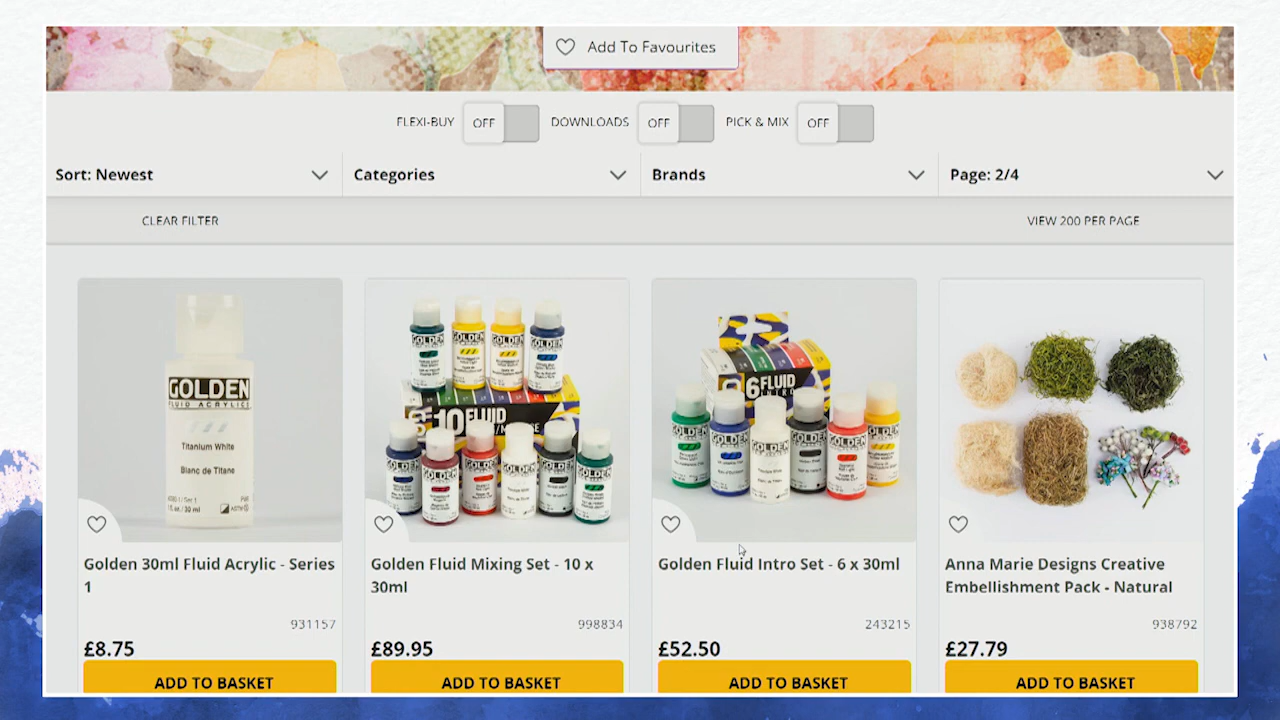 Add To Favourites
FLEXI-BUY OFF DOWNLOADS OFF PICK & MIX OFF
Sort: Newest Categories Brands Page: 2/4
CLEAR FILTER VIEW 200 PER PAGE
GOLDEN
FLUID ACRYLICS
Titanium White
Blanc de Titane
10 FLUID
6 FLUID
Golden 30ml Fluid Acrylic - Series
1
931157
£8.75
ADD TO BASKET
Golden Fluid Mixing Set - 10 x
30ml
998834
£89.95
ADD TO BASKET
Golden Fluid Intro Set - 6 x 30ml
243215
£52.50
ADD TO BASKET
Anna Marie Designs Creative
Embellishment Pack - Natural
938792
£27.79
ADD TO BASKET